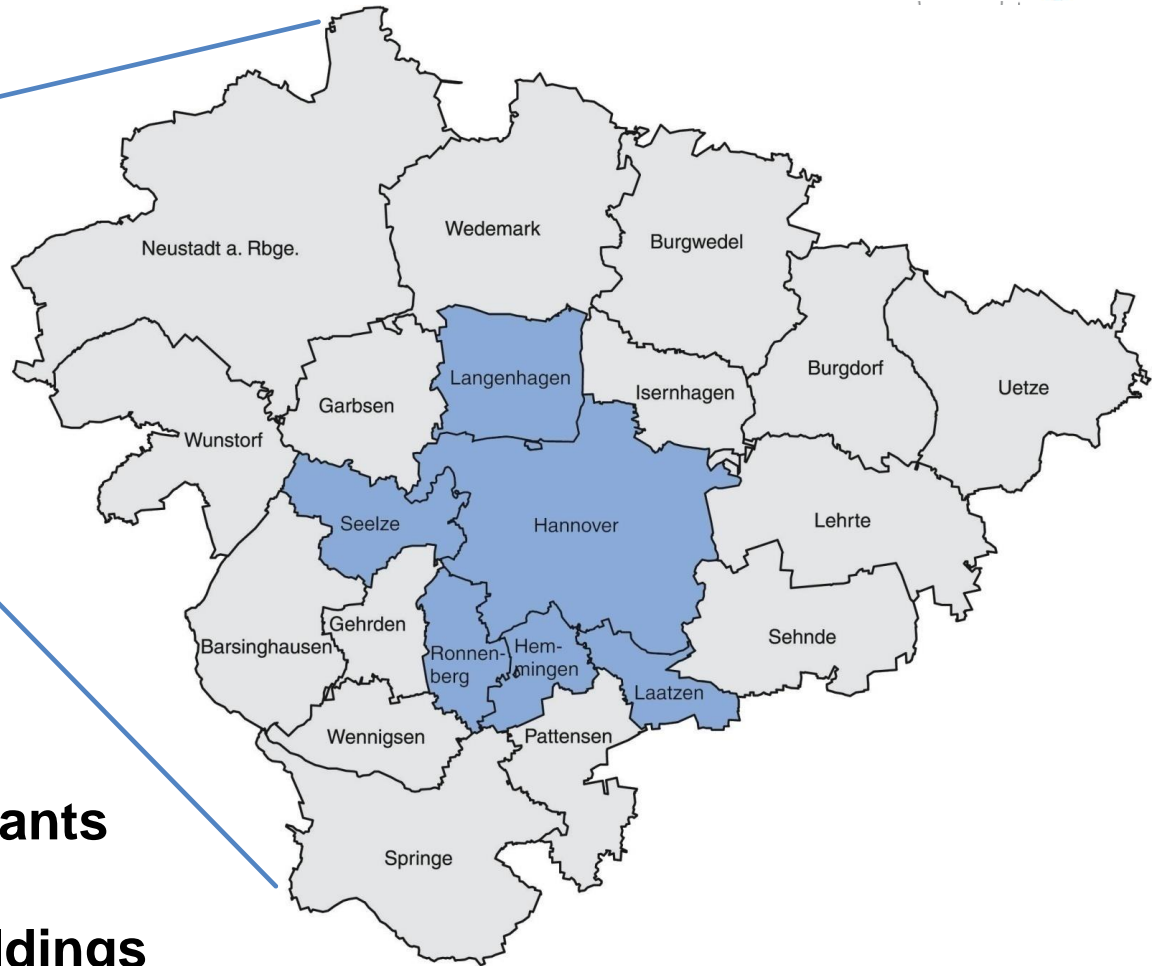 Wedemark
Neustadt a. Rbge.
Burgwedel
Langenhagen
Burgdorf
Isernhagen
Uetze
Garbsen
Wunstorf
Seelze
Hannover
Lehrte
Gehrden
Barsinghausen
Ronnen-
berg
Hem-
mingen
Sehnde
Laatzen
Wennigsen
Pattensen
ants
Springe
ldings